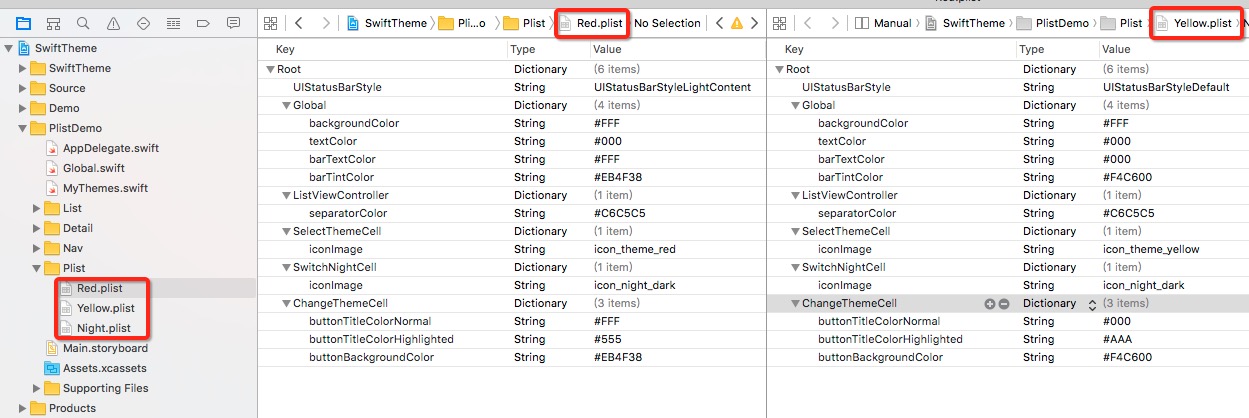 Red.plist
SwiftTheme
Pli...o
Plist
Red.plist
No Selection
Manual
SwiftTheme
PlistDemo
Plist
Yellow.plist
SwiftTheme
SwiftTheme
Source
Demo
PlistDemo
AppDelegate.swift
Global.swift
MyThemes.swift
List
Detail
Nav
Plist
Red.plist
Yellow.plist
Night.plist
Main.storyboard
Assets.xcassets
Supporting Files
Products
Key Type Value
Root Dictionary (6 items)
UIStatusBarStyle String UIStatusBarStyleLightContent
Global Dictionary (4 items)
backgroundColor String #FFF
textColor String #000
barTextColor String #FFF
barTintColor String #EB4F38
ListViewController Dictionary (1 item)
separatorColor String #C6C5C5
SelectThemeCell Dictionary (1 item)
iconImage String icon_theme_red
SwitchNightCell Dictionary (1 item)
iconImage String icon_night_dark
ChangeThemeCell Dictionary (3 items)
buttonTitleColorNormal String #FFF
buttonTitleColorHighlighted String #555
buttonBackgroundColor String #EB4F38
Key Type Value
Root Dictionary (6 items)
UIStatusBarStyle String UIStatusBarStyleDefault
Global Dictionary (4 items)
backgroundColor String #FFF
textColor String #000
barTextColor String #000
barTintColor String #F4C600
ListViewController Dictionary (1 item)
separatorColor String #C6C5C5
SelectThemeCell Dictionary (1 item)
iconImage String icon_theme_yellow
SwitchNightCell Dictionary (1 item)
iconImage String icon_night_dark
ChangeThemeCell Dictionary (3 items)
buttonTitleColorNormal String #000
buttonTitleColorHighlighted String #AAA
buttonBackgroundColor String #F4C600